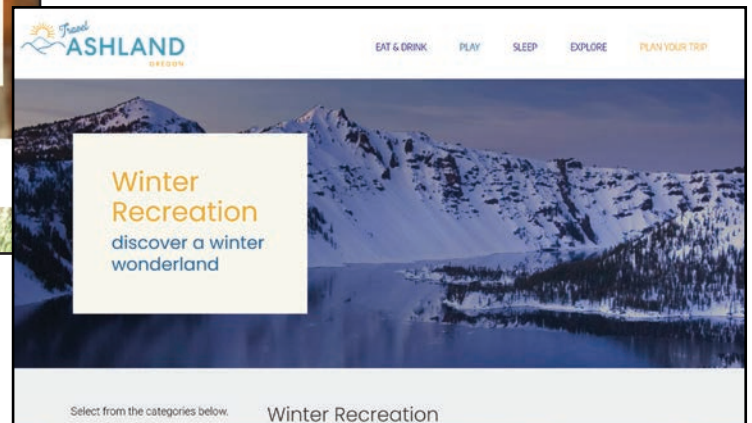 Travel
ASHLAND
OREGON
EAT & DRINK PLAY SLEEP EXPLORE PLAN YOUR TRIP
Winter
Recreation
discover a winter
wonderland
Select from the categories below.
Winter Recreation